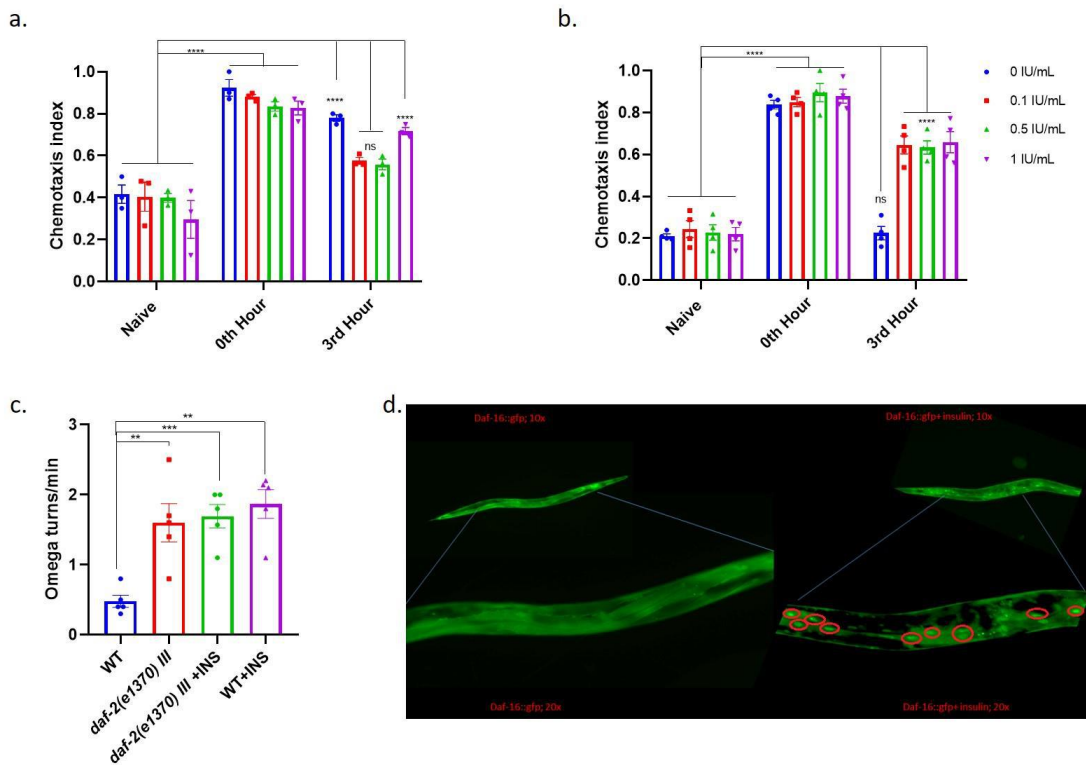 a.
****
Chemotaxis index
1.0
0.8
0.6
0.4
0.2
0.0
****
ns
****
Naive
0th Hour
3rd Hour
b.
****
Chemotaxis index
1.0
0.8
0.6
0.4
0.2
0.0
ns
****
Naive
0th Hour
3rd Hour
0 IU/mL
0.1 IU/mL
0.5 IU/mL
1 IU/mL
c.
**
***
**
Omega turns/min
3
2
1
0
WT
daf-2(e1370) III
daf-2(e1370) III +INS
WT+INS
d.
Daf-16::gfp; 10x
Daf-16::gfp+insulin; 10x
Daf-16::gfp; 20x
Daf-16::gfp+insulin; 20x